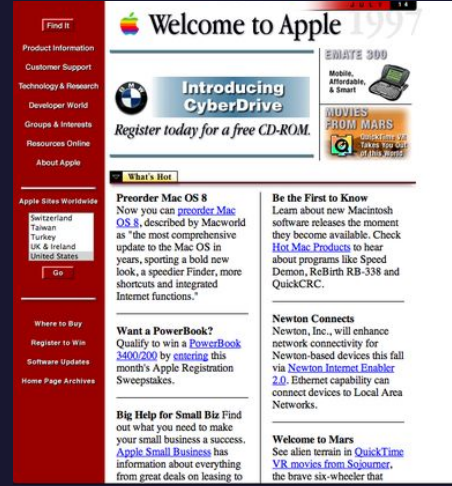 JULY 14
1997
Welcome to Apple
Find It
Product Information
Customer Support
Technology & Research
Developer World
Groups & Interests
Resources Online
About Apple
Apple Sites Worldwide
Switzerland
Taiwan
Turkey
UK & Ireland
United States
Go
Where to Buy
Register to Win
Software Updates
Home Page Archives
BMW
Introducing
CyberDrive
Register today for a free CD-ROM.
EMATE 300
Mobile,
Affordable,
& Smart
MOVIES
FROM MARS
QuickTime VR
Takes You Out
of this World
What's Hot
Preorder Mac OS 8
Now you can preorder Mac
OS 8, described by Macworld
as "the most comprehensive
update to the Mac OS in
years, sporting a bold new
look, a speedier Finder, more
shortcuts and integrated
Internet functions."
Want a PowerBook?
Qualify to win a PowerBook
3400/200 by entering this
month's Apple Registration
Sweepstakes.
Big Help for Small Biz Find
out what you need to make
your small business a success.
Apple Small Business has
information about everything
from great deals on leasing to
Be the First to Know
Learn about new Macintosh
software releases the moment
they become available. Check
Hot Mac Products to hear
about programs like Speed
Demon, ReBirth RB-338 and
QuickCRC.
Newton Connects
Newton, Inc., will enhance
network connectivity for
Newton-based devices this fall
via Newton Internet Enabler
2.0. Ethernet capability can
connect devices to Local Area
Networks.
Welcome to Mars
See alien terrain in QuickTime
VR movies from Sojourner,
the brave six-wheeler that